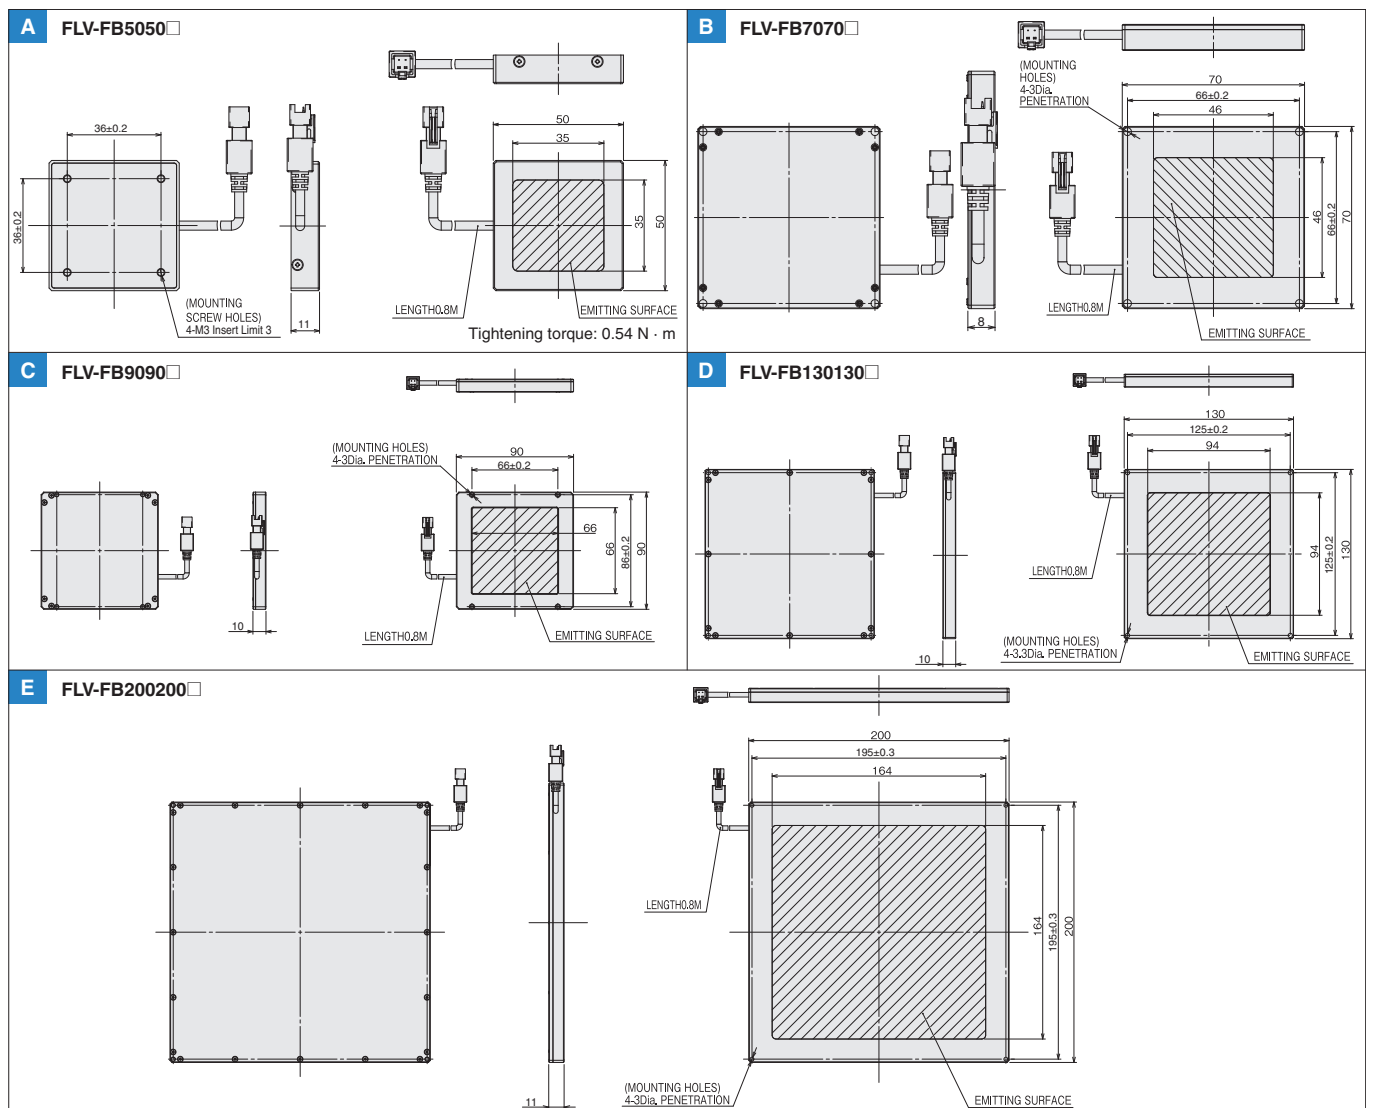 A FLV-FB5050□
36±0.2
36±0.2
(MOUNTING
SCREW HOLES)
4-M3 Insert Limit 3
11
50
35
35
50
LENGTH0.8M
EMITTING SURFACE
Tightening torque: 0.54 N · m
B FLV-FB7070□
(MOUNTING
HOLES)
4-3Dia.
PENETRATION
70
66±0.2
46
46
66±0.2
70
8
LENGTH0.8M
EMITTING SURFACE
C FLV-FB9090□
(MOUNTING HOLES)
4-3Dia. PENETRATION
90
66±0.2
66
66
86±0.2
90
10
LENGTH0.8M
EMITTING SURFACE
D FLV-FB130130□
130
125±0.2
94
94
125±0.2
130
LENGTH0.8M
10
(MOUNTING HOLES)
4-3.3Dia. PENETRATION
EMITTING SURFACE
E FLV-FB200200□
200
195±0.3
164
164
195±0.3
200
LENGTH0.8M
11
(MOUNTING HOLES)
4-3Dia. PENETRATION
EMITTING SURFACE